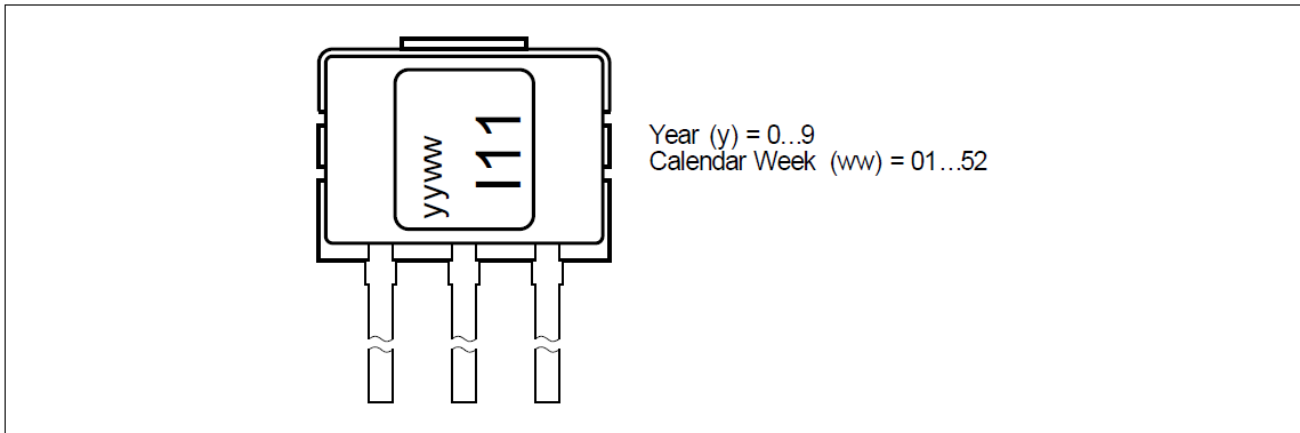 yyww
I11
Year (y) = 0...9
Calendar Week (ww) = 01...52